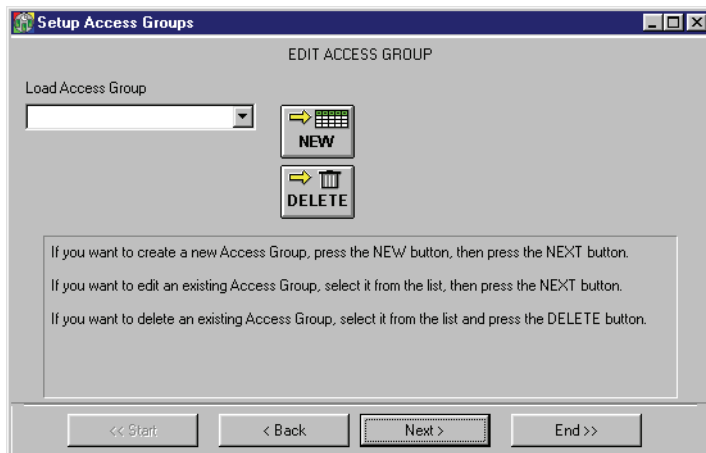 Setup Access Groups
EDIT ACCESS GROUP
Load Access Group
NEW
DELETE
If you want to create a new Access Group, press the NEW button, then press the NEXT button.
If you want to edit an existing Access Group, select it from the list, then press the NEXT button.
If you want to delete an existing Access Group, select it from the list and press the DELETE button.
<< Start
< Back
Next >
End >>